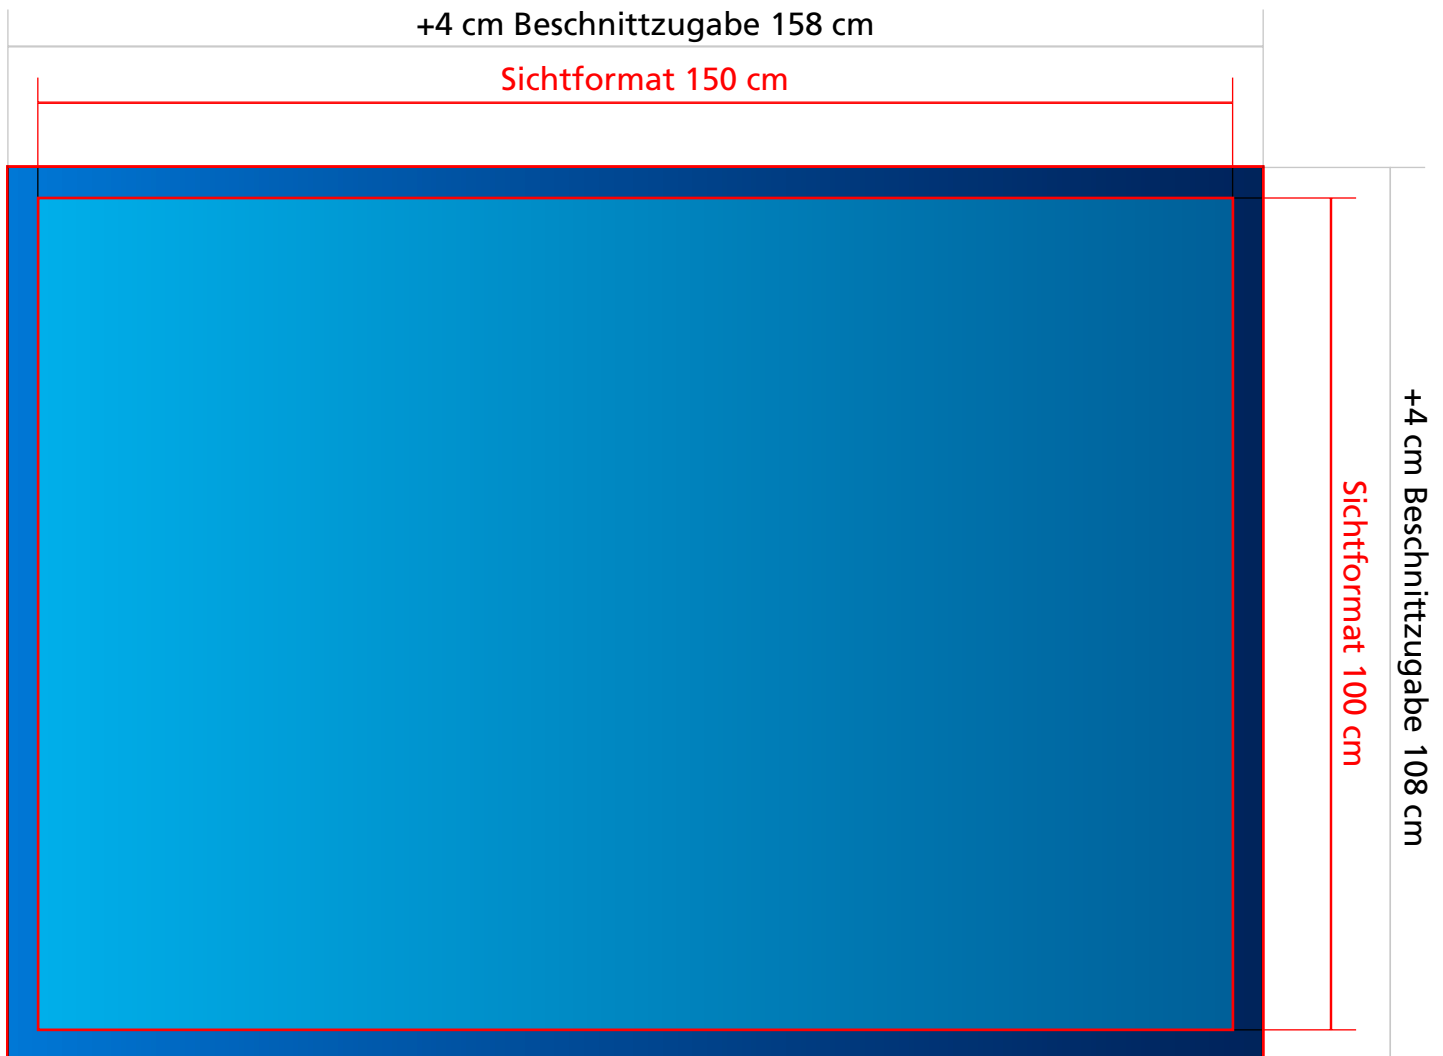 +4 cm Beschnittzugabe 158 cm
Sichtformat 150 cm
Sichtformat 100 cm
+4 cm Beschnittzugabe 108 cm